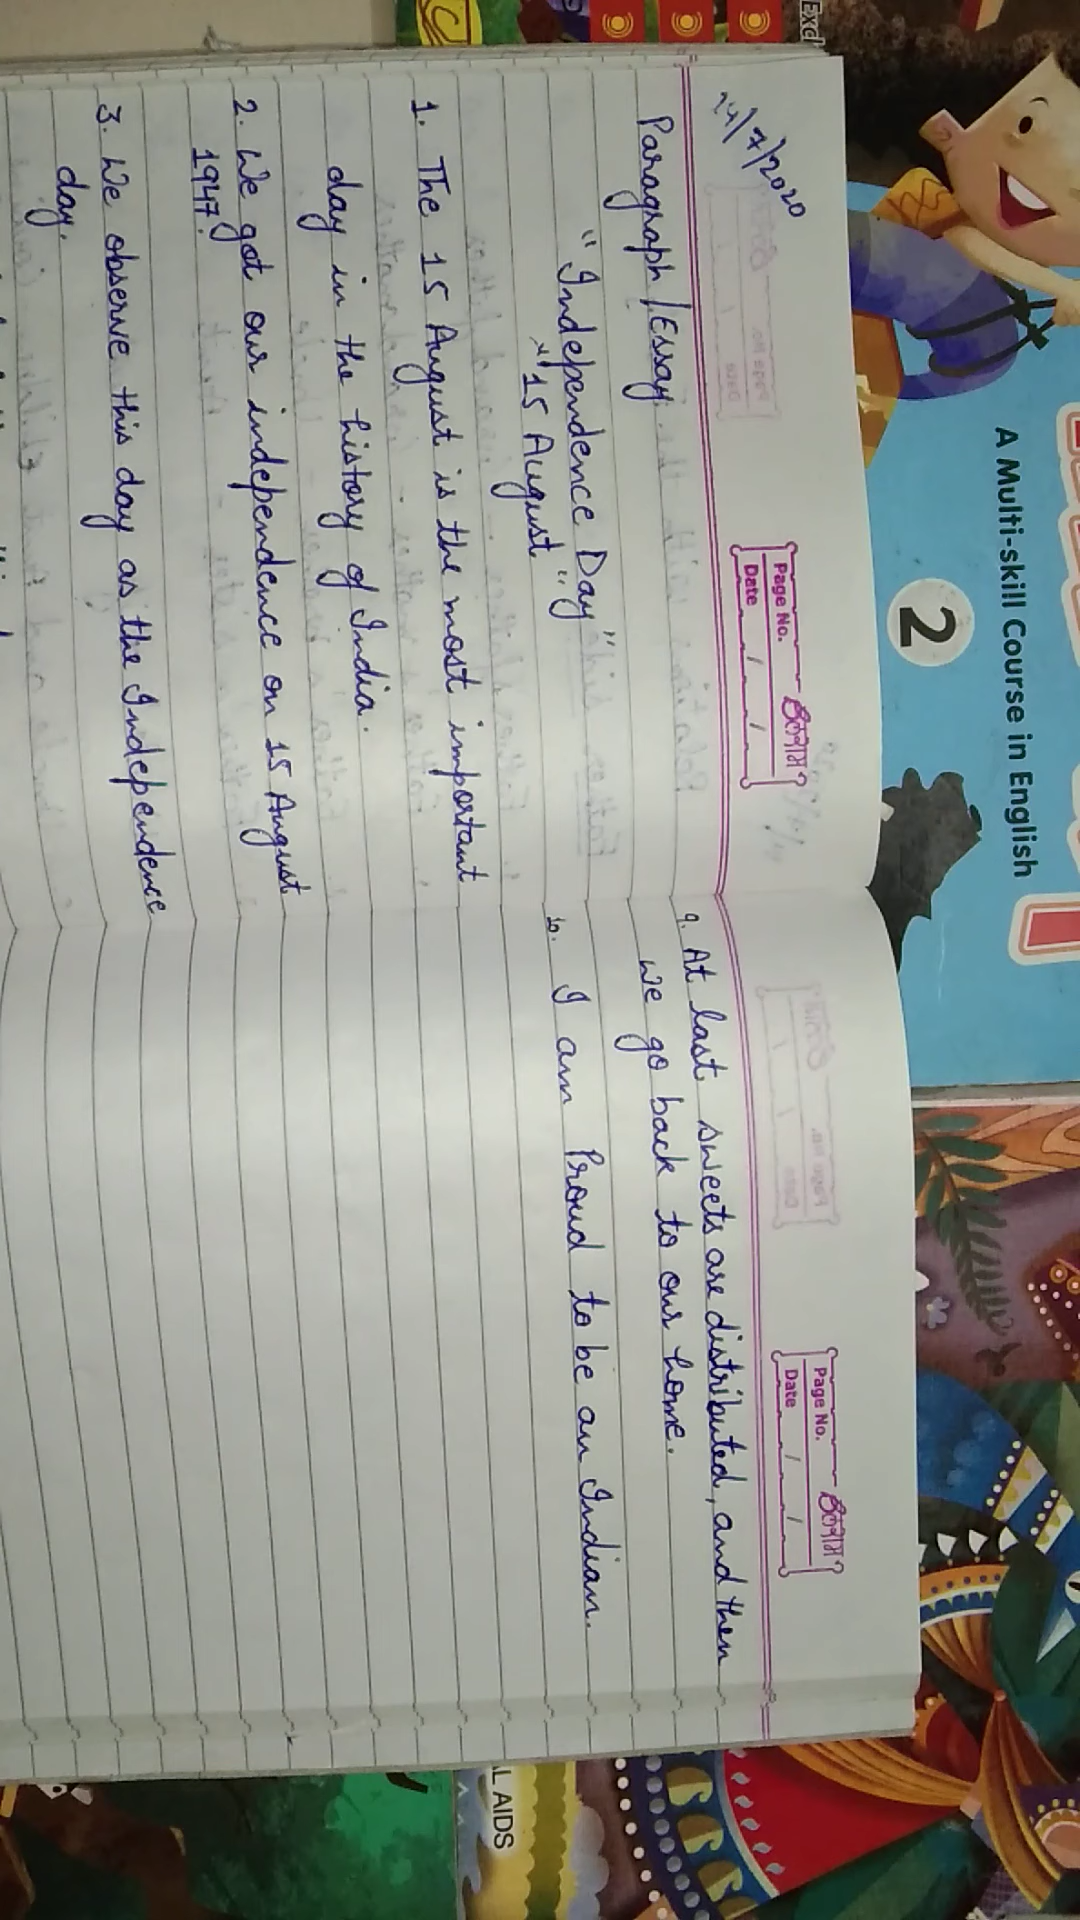 24/7/2020
Page No.
Date
Paragraph / Essay
"Independence Day"
"15 August"
1. The 15 August is the most important
day in the history of India.
2. We got our independence on 15 August
1947.
3. We observe this day as the Independence
day.
Page No.
Date
9. At last sweets are distributed, and then
we go back to our home.
10. I am Proud to be an Indian.
A Multi-skill Course in English
2
L AIDS